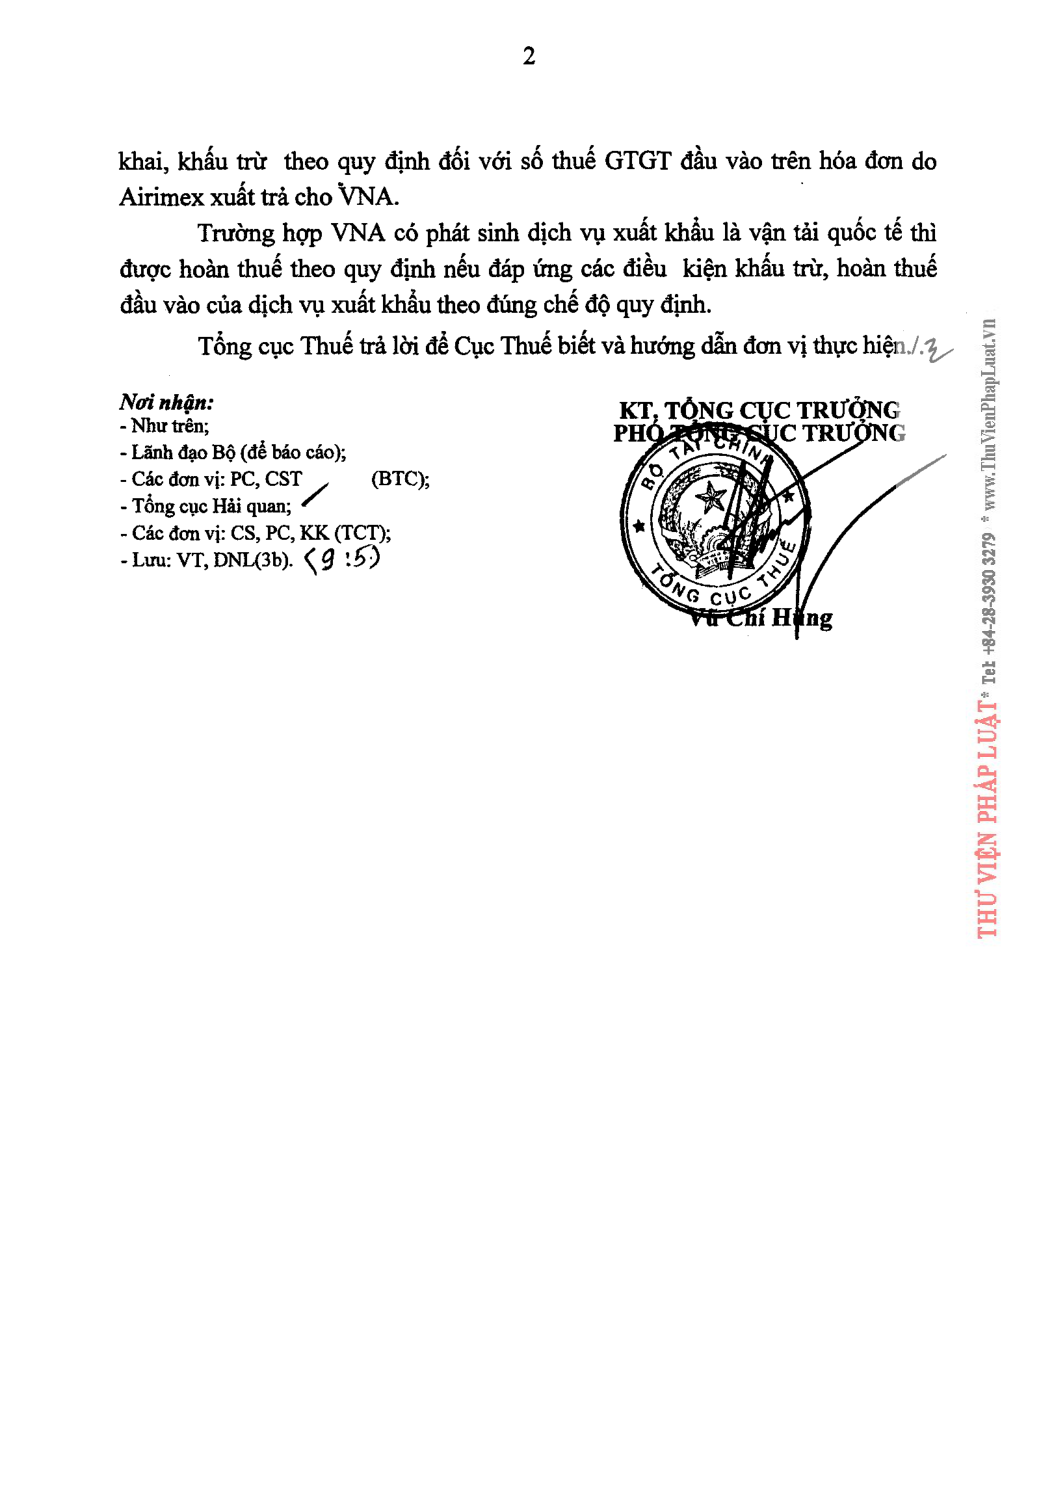 2
khai, khấu trừ theo quy định đối với số thuế GTGT đầu vào trên hóa đơn do
Airimex xuất trả cho VNA.
Trường hợp VNA có phát sinh dịch vụ xuất khẩu là vận tải quốc tế thì
được hoàn thuế theo quy định nếu đáp ứng các điều kiện khấu trừ, hoàn thuế
đầu vào của dịch vụ xuất khẩu theo đúng chế độ quy định.
Tổng cục Thuế trả lời để Cục Thuế biết và hướng dẫn đơn vị thực hiện./.
Nơi nhận:
- Như trên;
- Lãnh đạo Bộ (để báo cáo);
- Các đơn vị: PC, CST (BTC);
- Tổng cục Hải quan;
- Các đơn vị: CS, PC, KK (TCT);
- Lưu: VT, DNL(3b).
KT. TỔNG CỤC TRƯỞNG
PHÓ TỔNG CỤC TRƯỞNG
BỘ TÀI CHÍNH
TỔNG CỤC THUẾ
Vũ Chí Hùng
THƯ VIỆN PHÁP LUẬT * Tel: +84-28-3930 3279 * www.ThuVienPhapLuat.vn